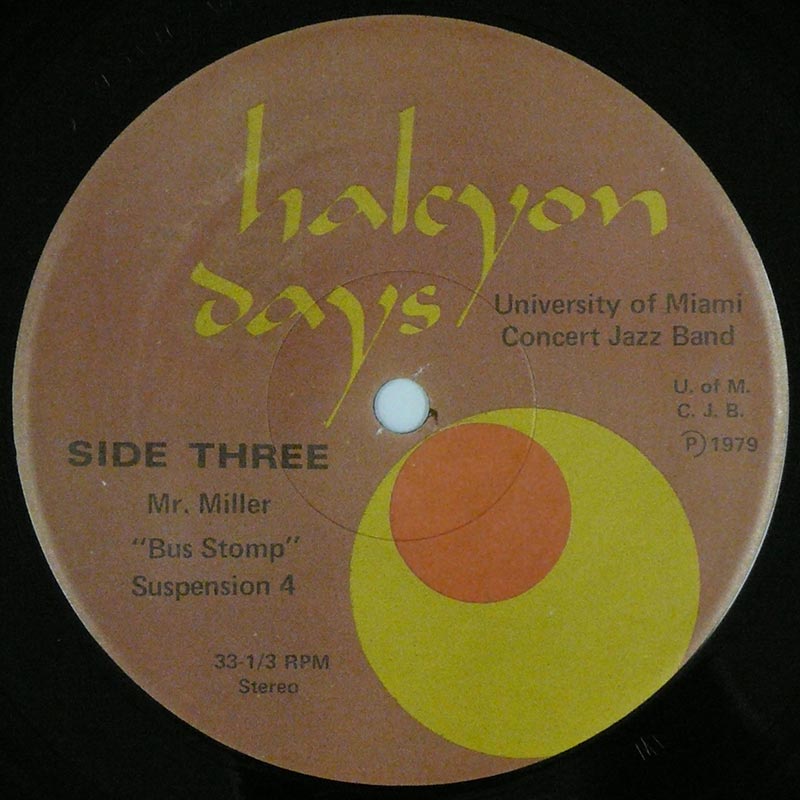 halcyon
days
University of Miami
Concert Jazz Band
U. of M.
C. J. B.
Ⓟ1979
SIDE THREE
Mr. Miller
"Bus Stomp"
Suspension 4
33-1/3 RPM
Stereo